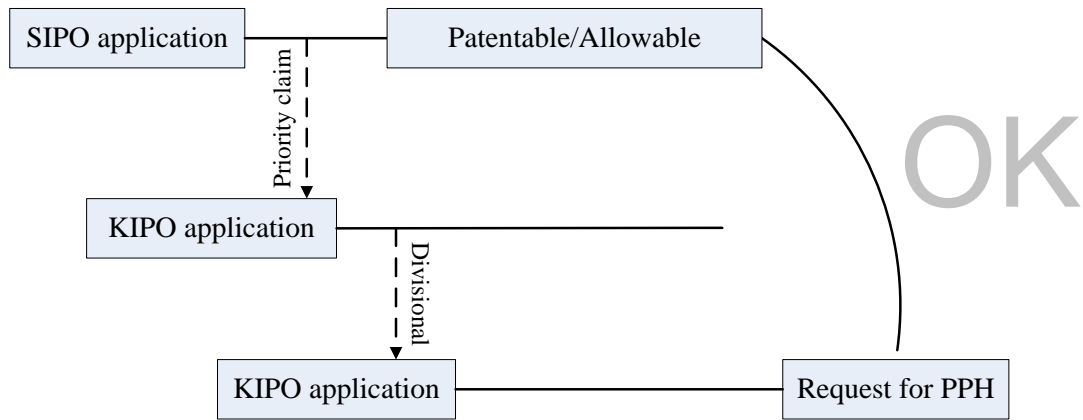 SIPO application
Patentable/Allowable
Priority claim
OK
KIPO application
Divisional
KIPO application
Request for PPH